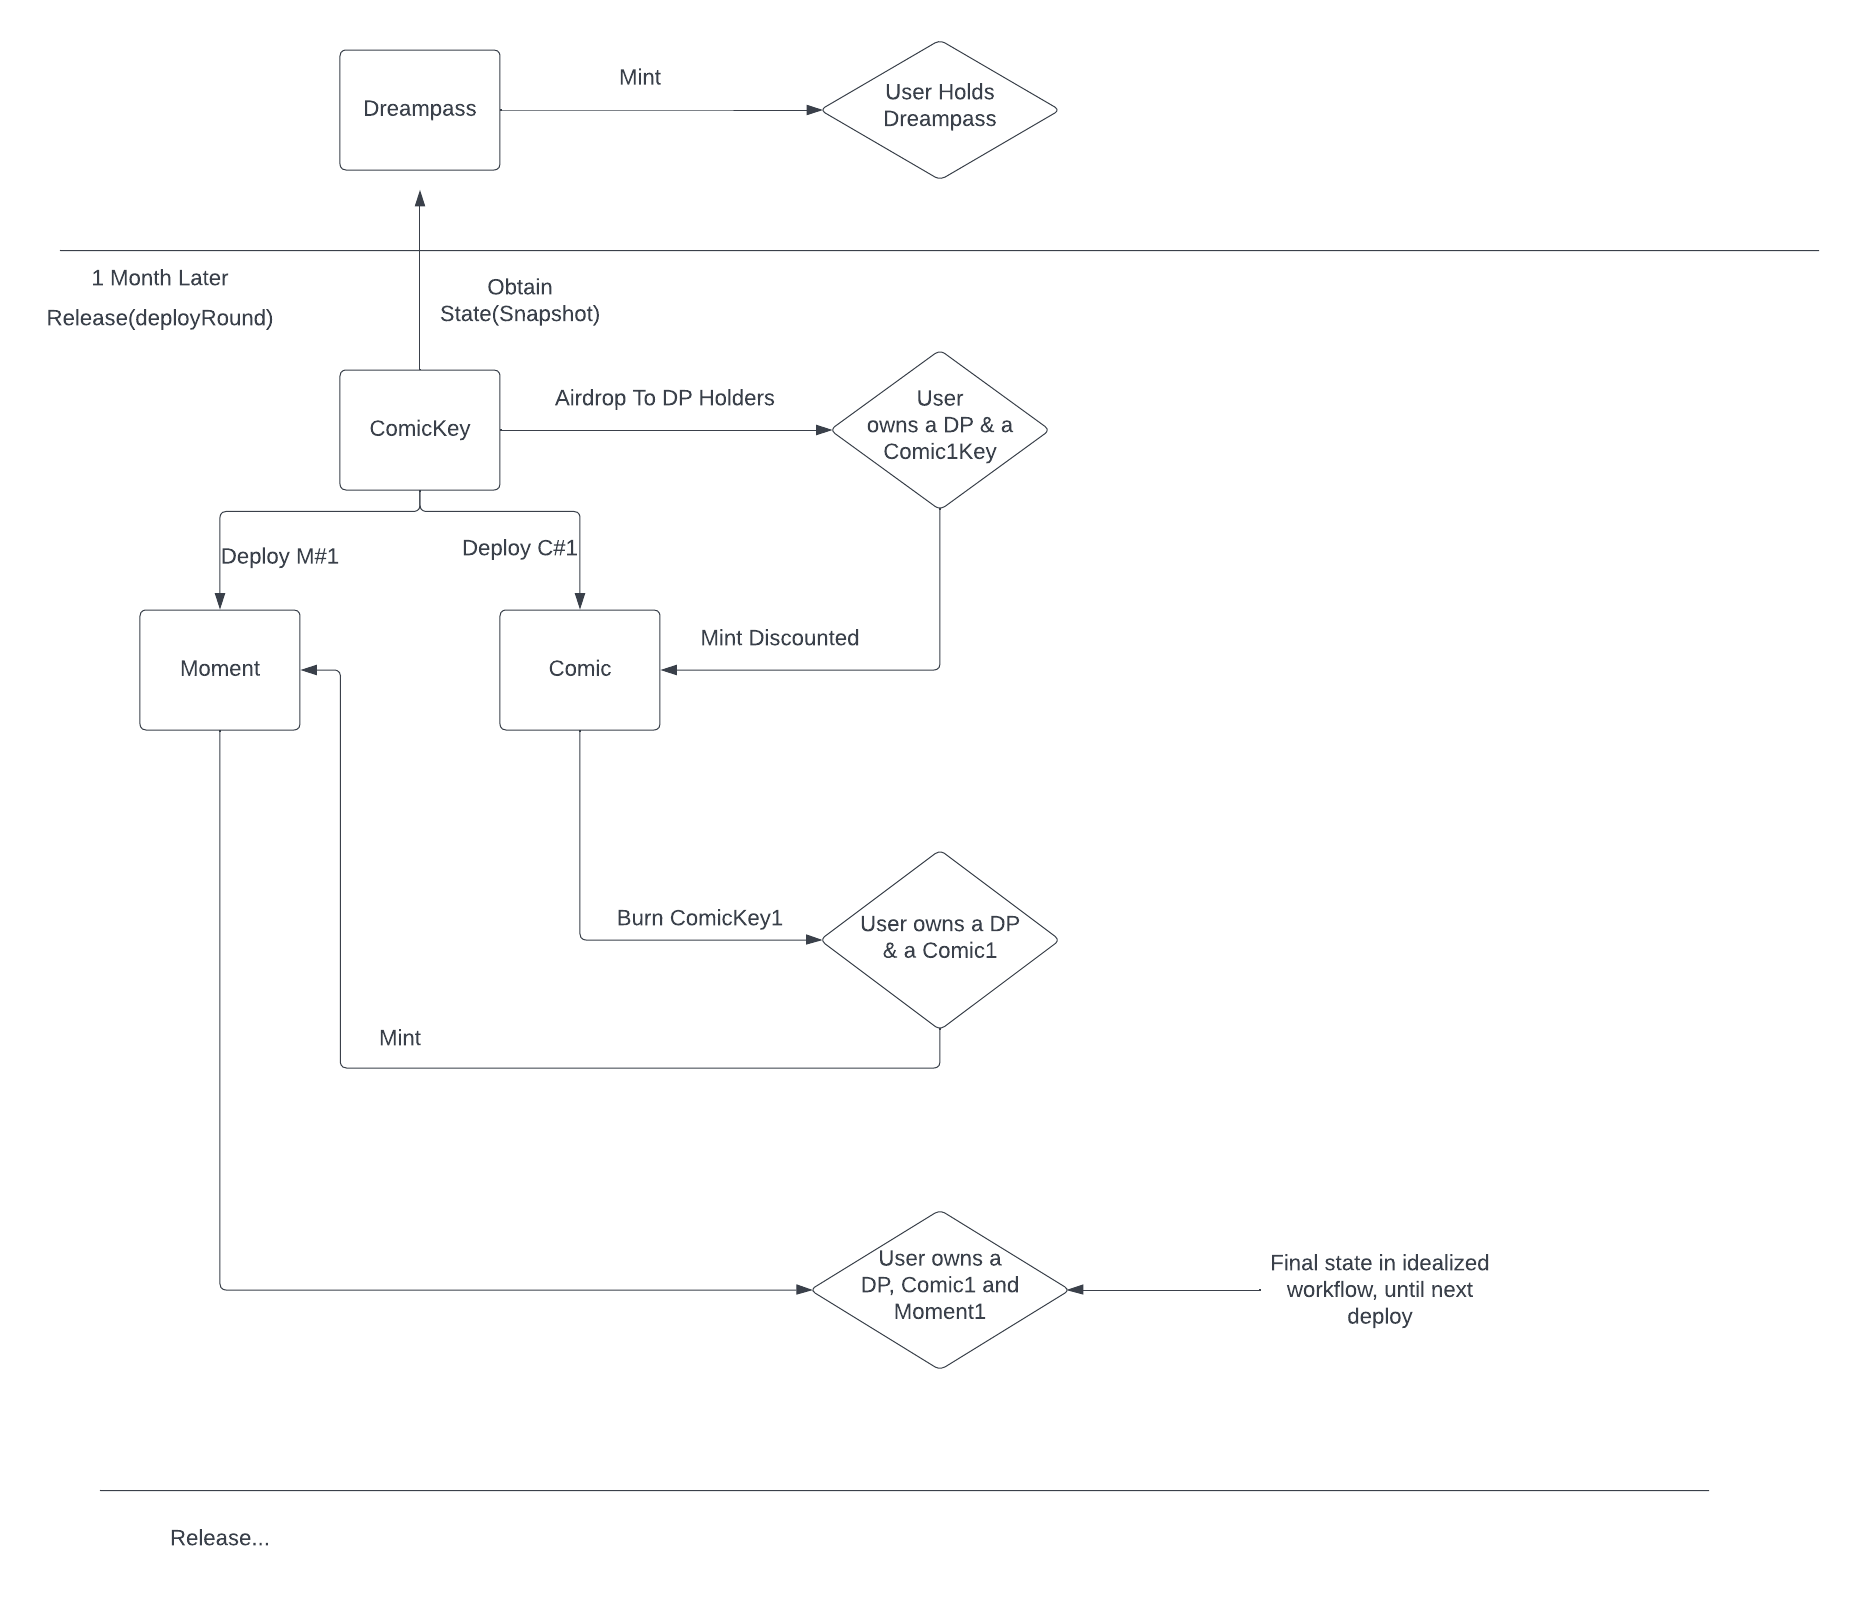 Dreampass
Mint
User Holds
Dreampass
1 Month Later
Release(deployRound)
Obtain
State(Snapshot)
ComicKey
Airdrop To DP Holders
User
owns a DP & a
Comic1Key
Deploy M#1
Deploy C#1
Moment
Comic
Mint Discounted
Burn ComicKey1
User owns a DP
& a Comic1
Mint
User owns a
DP, Comic1 and
Moment1
Final state in idealized
workflow, until next
deploy
Release...